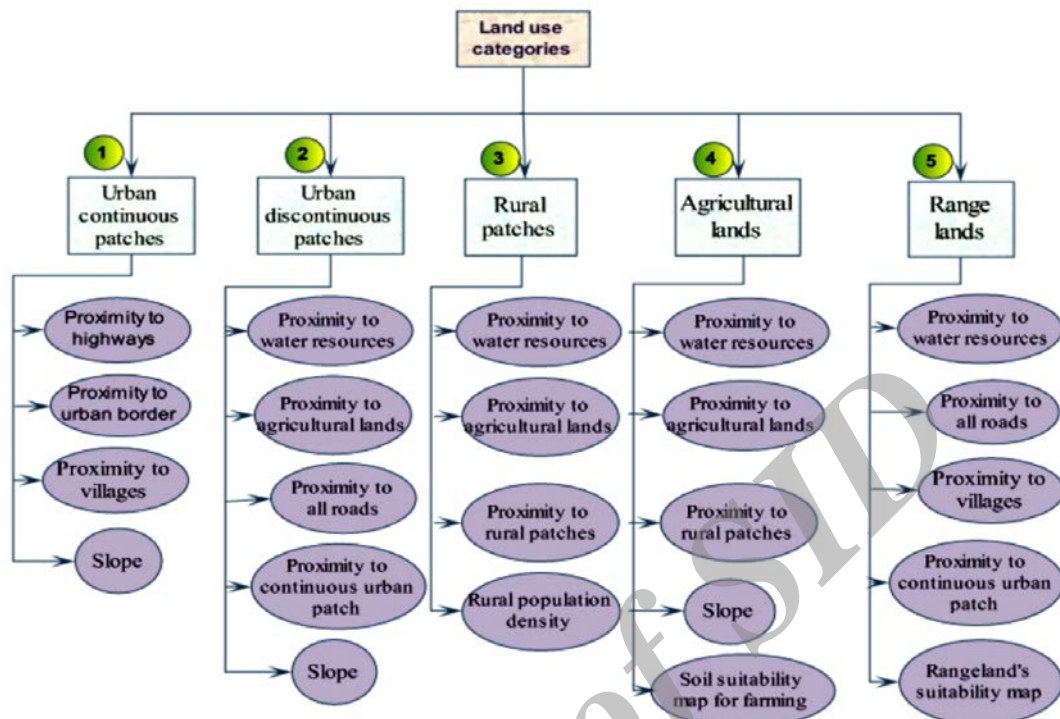 Land use
categories
1
Urban
continuous
patches
Proximity to
highways
Proximity to
urban border
Proximity to
villages
Slope
2
Urban
discontinuous
patches
Proximity to
water resources
Proximity to
agricultural lands
Proximity to
all roads
Proximity to
continuous urban
patch
Slope
3
Rural
patches
Proximity to
water resources
Proximity to
agricultural lands
Proximity to
rural patches
Rural population
density
4
Agricultural
lands
Proximity to
water resources
Proximity to
agricultural lands
Proximity to
rural patches
Slope
Soil suitability
map for farming
5
Range
lands
Proximity to
water resources
Proximity to
all roads
Proximity to
villages
Proximity to
continuous urban
patch
Rangeland's
suitability map
of SID